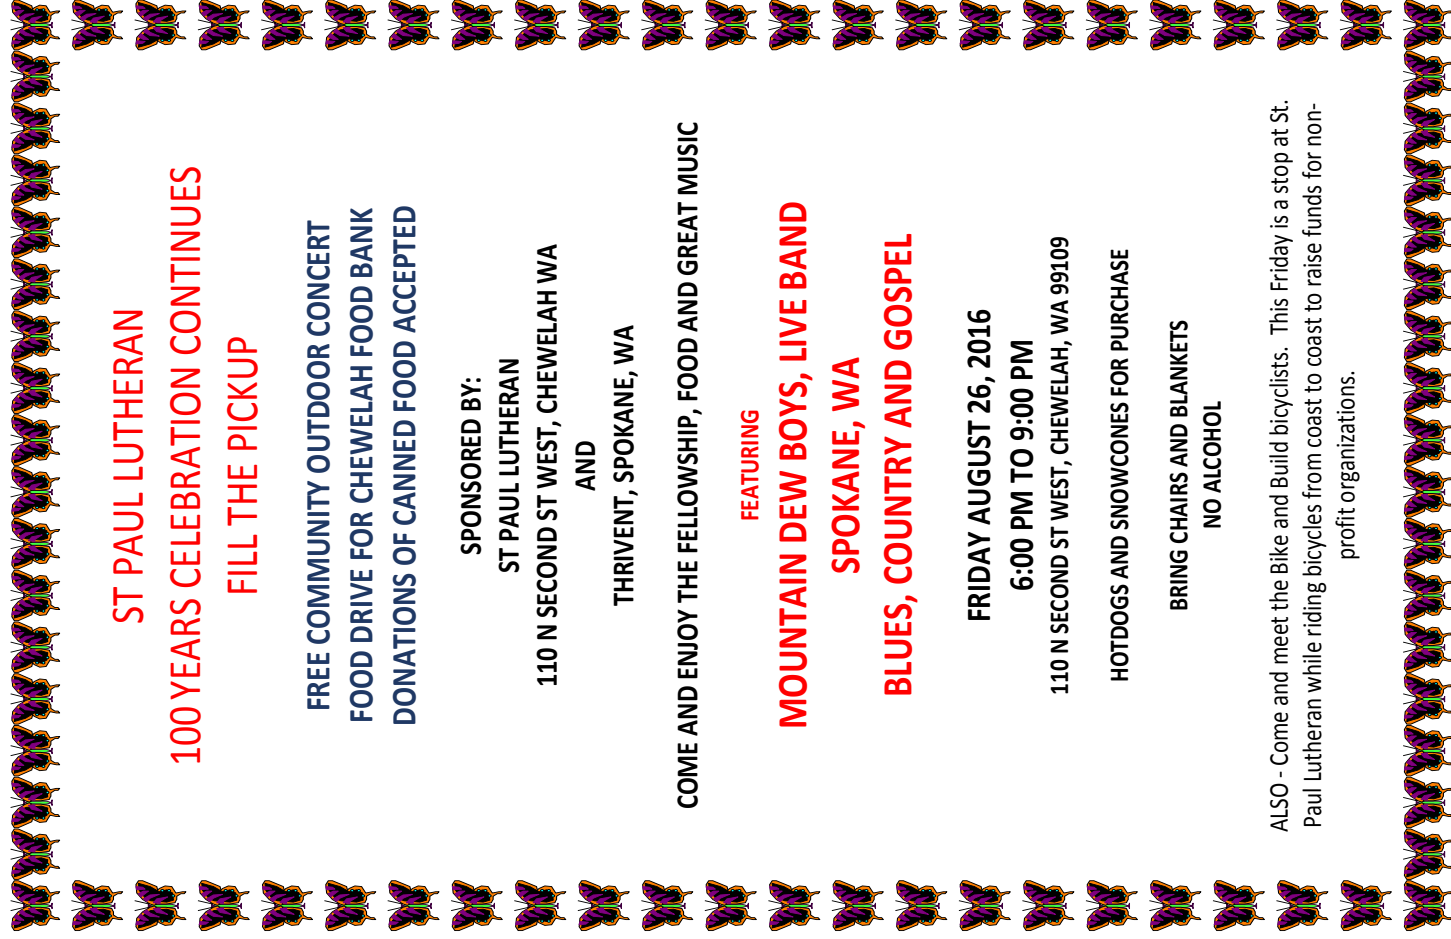 ST PAUL LUTHERAN
100 YEARS CELEBRATION CONTINUES
FILL THE PICKUP
FREE COMMUNITY OUTDOOR CONCERT
FOOD DRIVE FOR CHEWELAH FOOD BANK
DONATIONS OF CANNED FOOD ACCEPTED
SPONSORED BY:
ST PAUL LUTHERAN
110 N SECOND ST WEST, CHEWELAH WA
AND
THRIVENT, SPOKANE, WA
COME AND ENJOY THE FELLOWSHIP, FOOD AND GREAT MUSIC
FEATURING
MOUNTAIN DEW BOYS, LIVE BAND
SPOKANE, WA
BLUES, COUNTRY AND GOSPEL
FRIDAY AUGUST 26, 2016
6:00 PM TO 9:00 PM
110 N SECOND ST WEST, CHEWELAH, WA 99109
HOTDOGS AND SNOWCONES FOR PURCHASE
BRING CHAIRS AND BLANKETS
NO ALCOHOL
ALSO - Come and meet the Bike and Build bicyclists. This Friday is a stop at St.
Paul Lutheran while riding bicycles from coast to coast to raise funds for non-
profit organizations.